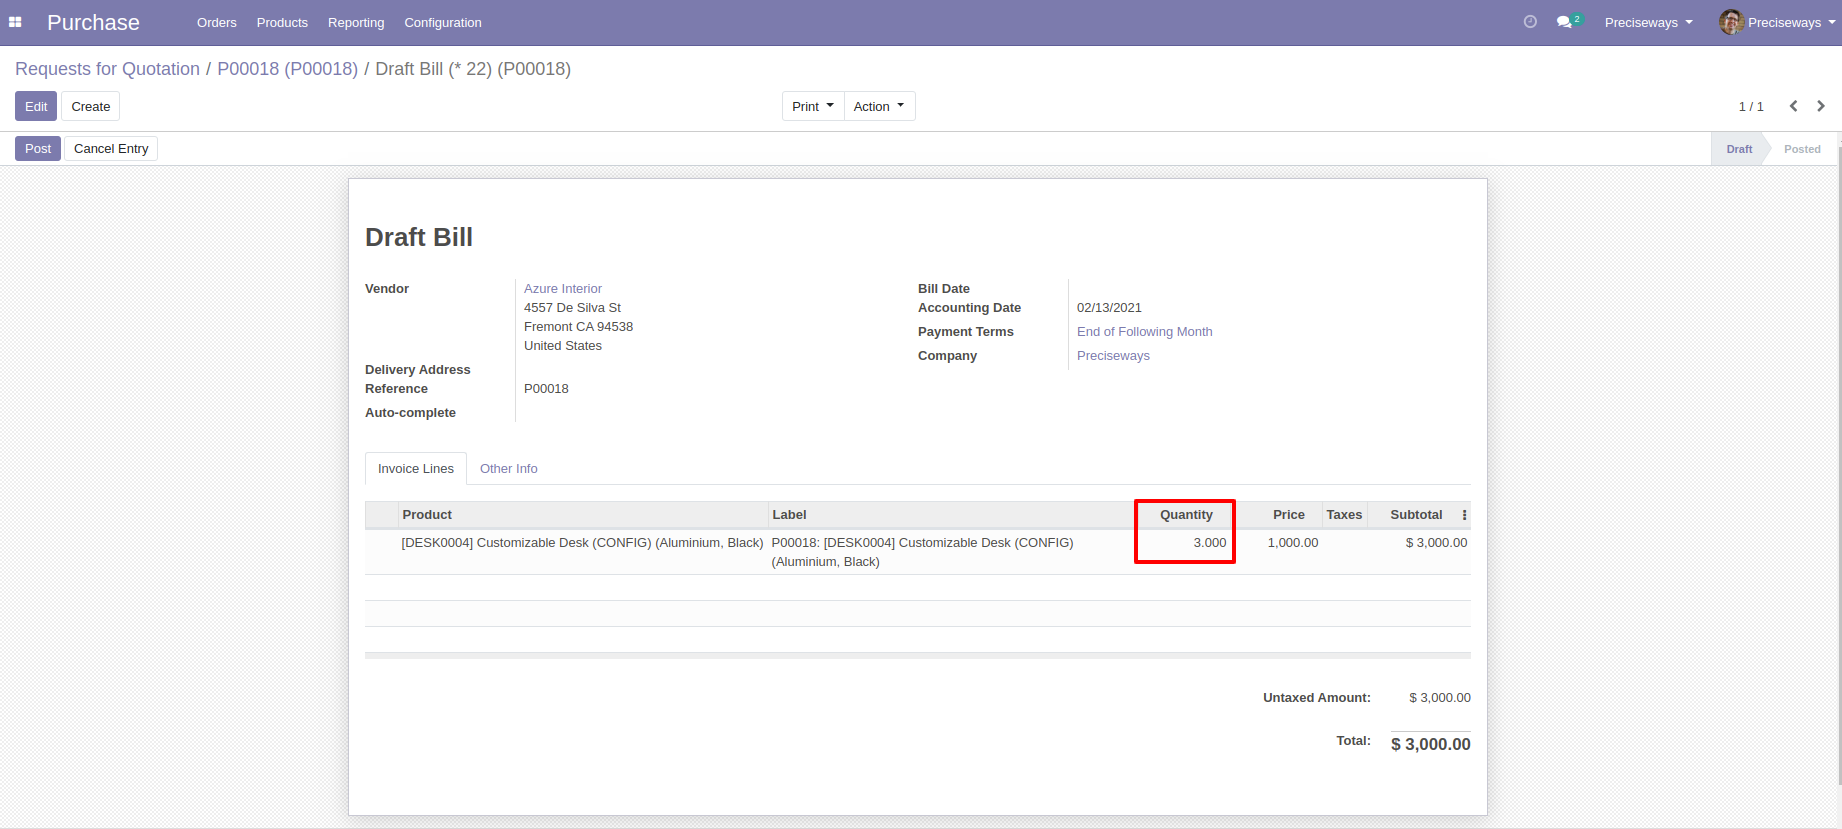 Purchase Orders Products Reporting Configuration 2 Preciseways Preciseways
Requests for Quotation / P00018 (P00018) / Draft Bill (* 22) (P00018)
Edit Create Print Action 1 / 1
Post Cancel Entry Draft Posted
Draft Bill
Vendor Azure Interior Bill Date
4557 De Silva St Accounting Date 02/13/2021
Fremont CA 94538 Payment Terms End of Following Month
United States Company Preciseways
Delivery Address
Reference P00018
Auto-complete
Invoice Lines Other Info
Product Label Quantity Price Taxes Subtotal
[DESK0004] Customizable Desk (CONFIG) (Aluminium, Black) P00018: [DESK0004] Customizable Desk (CONFIG) 3.000 1,000.00 $ 3,000.00
(Aluminium, Black)
Untaxed Amount: $ 3,000.00
Total: $ 3,000.00